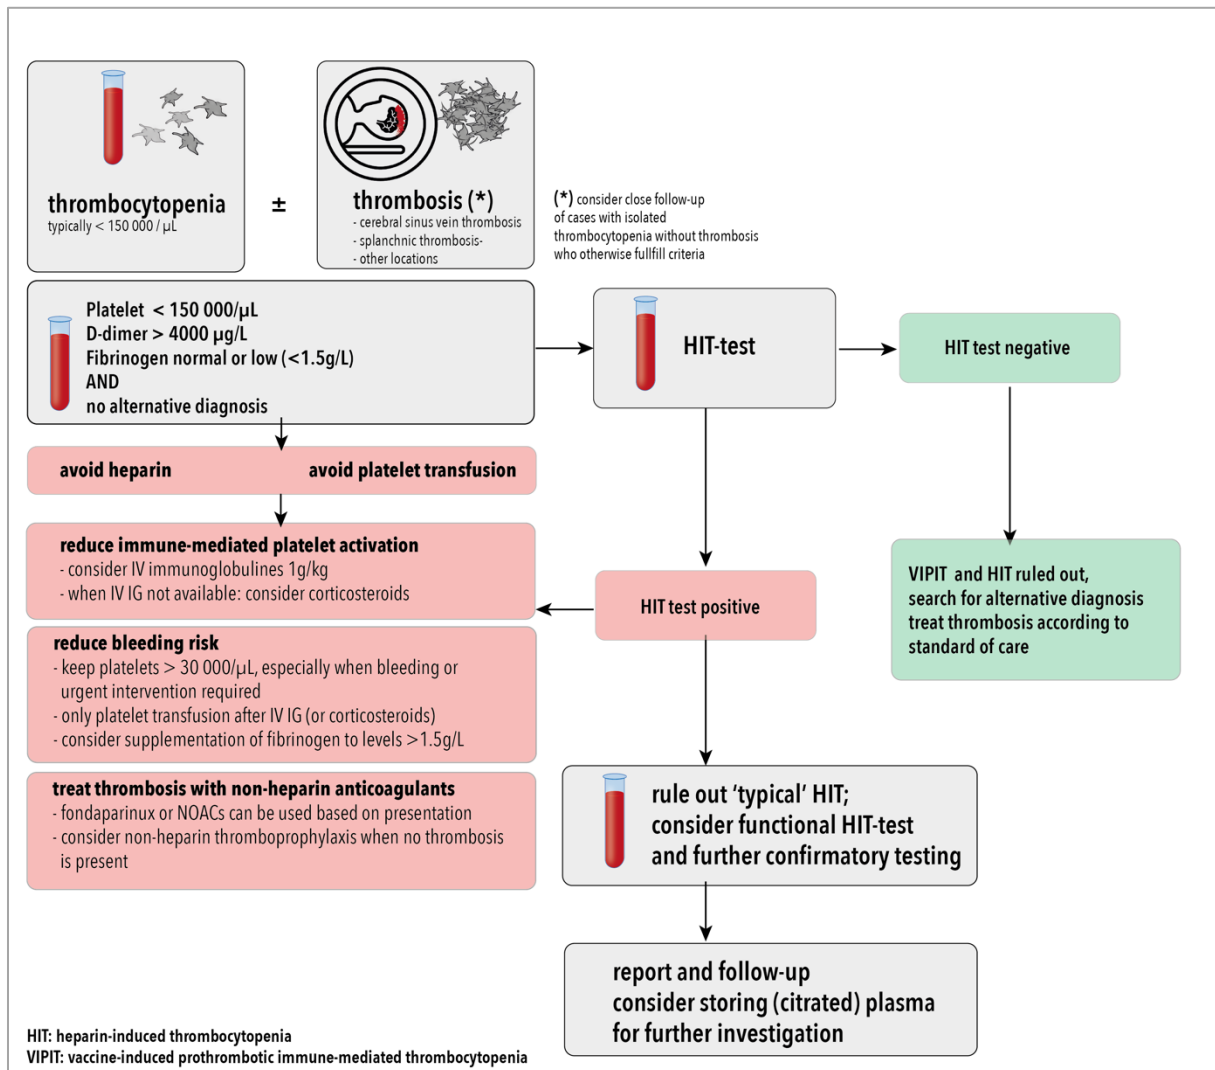 thrombocytopenia
typically < 150 000 / µL
±
thrombosis (*)
- cerebral sinus vein thrombosis
- splanchnic thrombosis-
- other locations
(*) consider close follow-up
of cases with isolated
thrombocytopenia without thrombosis
who otherwise fullfill criteria
Platelet < 150 000/µL
D-dimer > 4000 µg/L
Fibrinogen normal or low (<1.5g/L)
AND
no alternative diagnosis
HIT-test
HIT test negative
avoid heparin
avoid platelet transfusion
reduce immune-mediated platelet activation
- consider IV immunoglobulines 1g/kg
- when IV IG not available: consider corticosteroids
HIT test positive
VIPIT and HIT ruled out,
search for alternative diagnosis
treat thrombosis according to
standard of care
reduce bleeding risk
- keep platelets > 30 000/µL, especially when bleeding or
urgent intervention required
- only platelet transfusion after IV IG (or corticosteroids)
- consider supplementation of fibrinogen to levels >1.5g/L
treat thrombosis with non-heparin anticoagulants
- fondaparinux or NOACs can be used based on presentation
- consider non-heparin thromboprophylaxis when no thrombosis
is present
rule out ‘typical’ HIT;
consider functional HIT-test
and further confirmatory testing
report and follow-up
consider storing (citrated) plasma
for further investigation
HIT: heparin-induced thrombocytopenia
VIPIT: vaccine-induced prothrombotic immune-mediated thrombocytopenia